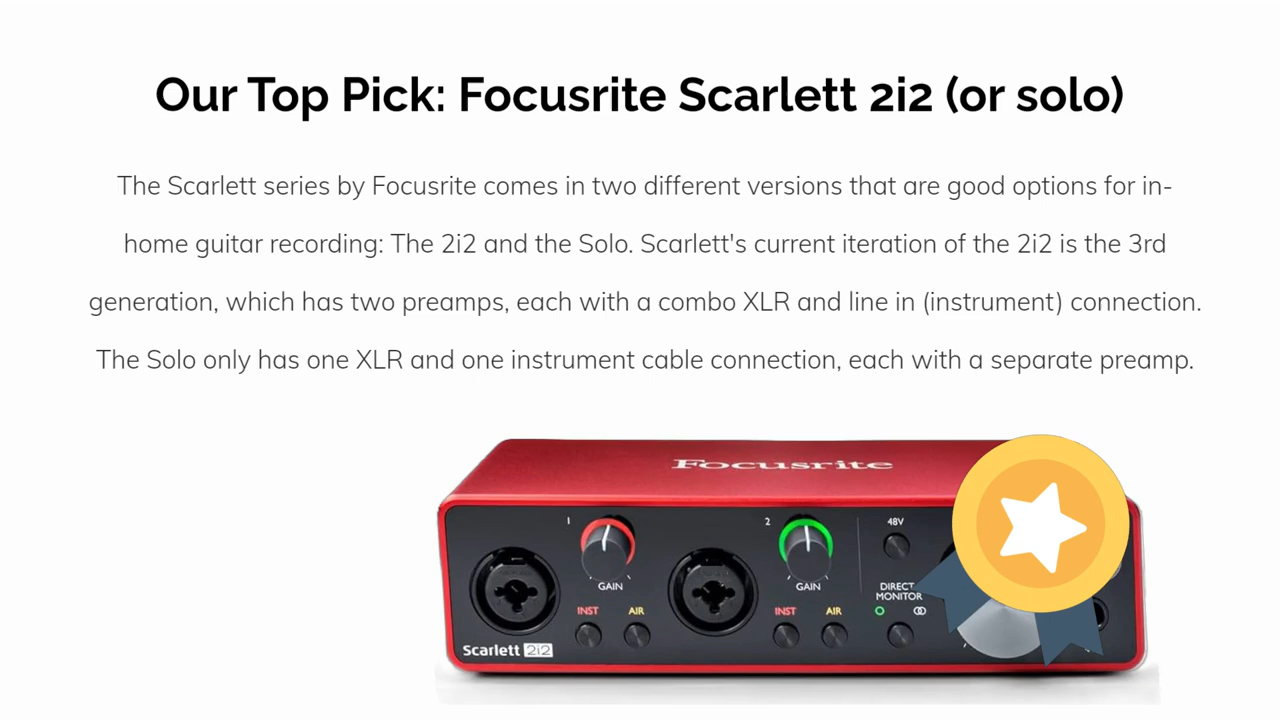 Our Top Pick: Focusrite Scarlett 2i2 (or solo)
The Scarlett series by Focusrite comes in two different versions that are good options for in-
home guitar recording: The 2i2 and the Solo. Scarlett's current iteration of the 2i2 is the 3rd
generation, which has two preamps, each with a combo XLR and line in (instrument) connection.
The Solo only has one XLR and one instrument cable connection, each with a separate preamp.
Focusrite
1
2
48V
GAIN
GAIN
DIRECT
MONITOR
INST
AIR
INST
AIR
Scarlett 2i2